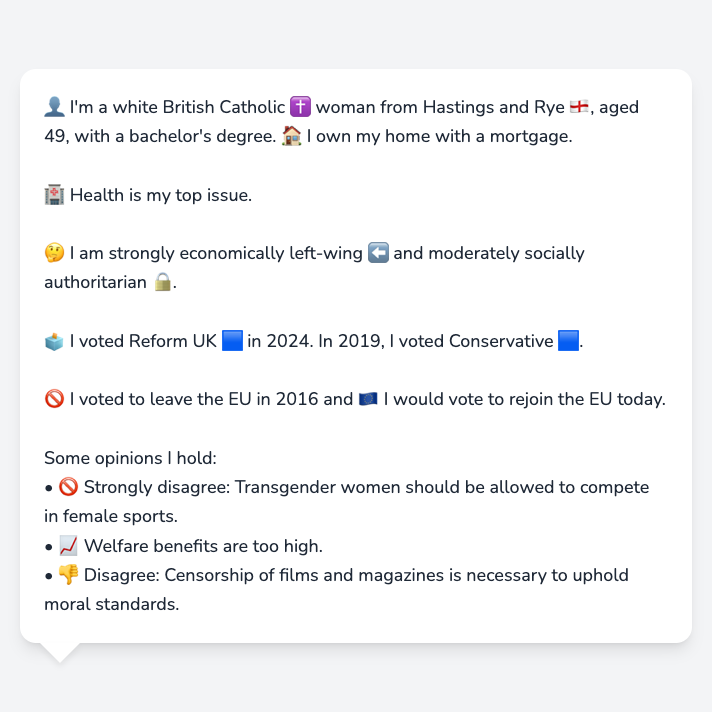 👤 I'm a white British Catholic ✝️ woman from Hastings and Rye 🏴󠁧󠁢󠁥󠁮󠁧󠁿, aged
49, with a bachelor's degree. 🏠 I own my home with a mortgage.
🏥 Health is my top issue.
🤔 I am strongly economically left-wing ⬅️ and moderately socially
authoritarian 🔒.
🗳️ I voted Reform UK 🟦 in 2024. In 2019, I voted Conservative 🟦.
🚫 I voted to leave the EU in 2016 and 🇪🇺 I would vote to rejoin the EU today.
Some opinions I hold:
• 🚫 Strongly disagree: Transgender women should be allowed to compete
in female sports.
• 📈 Welfare benefits are too high.
• 👎 Disagree: Censorship of films and magazines is necessary to uphold
moral standards.